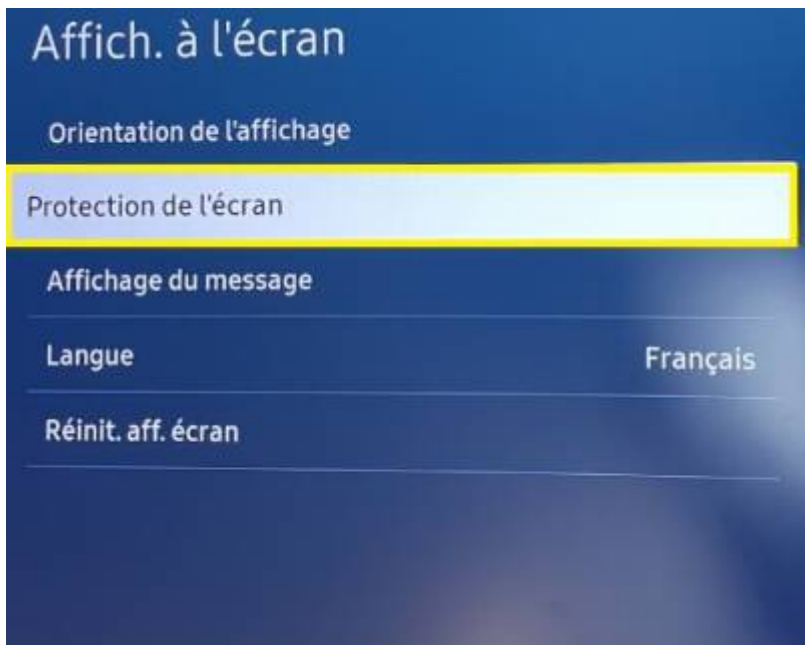 Affich. à l'écran
Orientation de l'affichage
Protection de l'écran
Affichage du message
Langue Français
Réinit. aff. écran